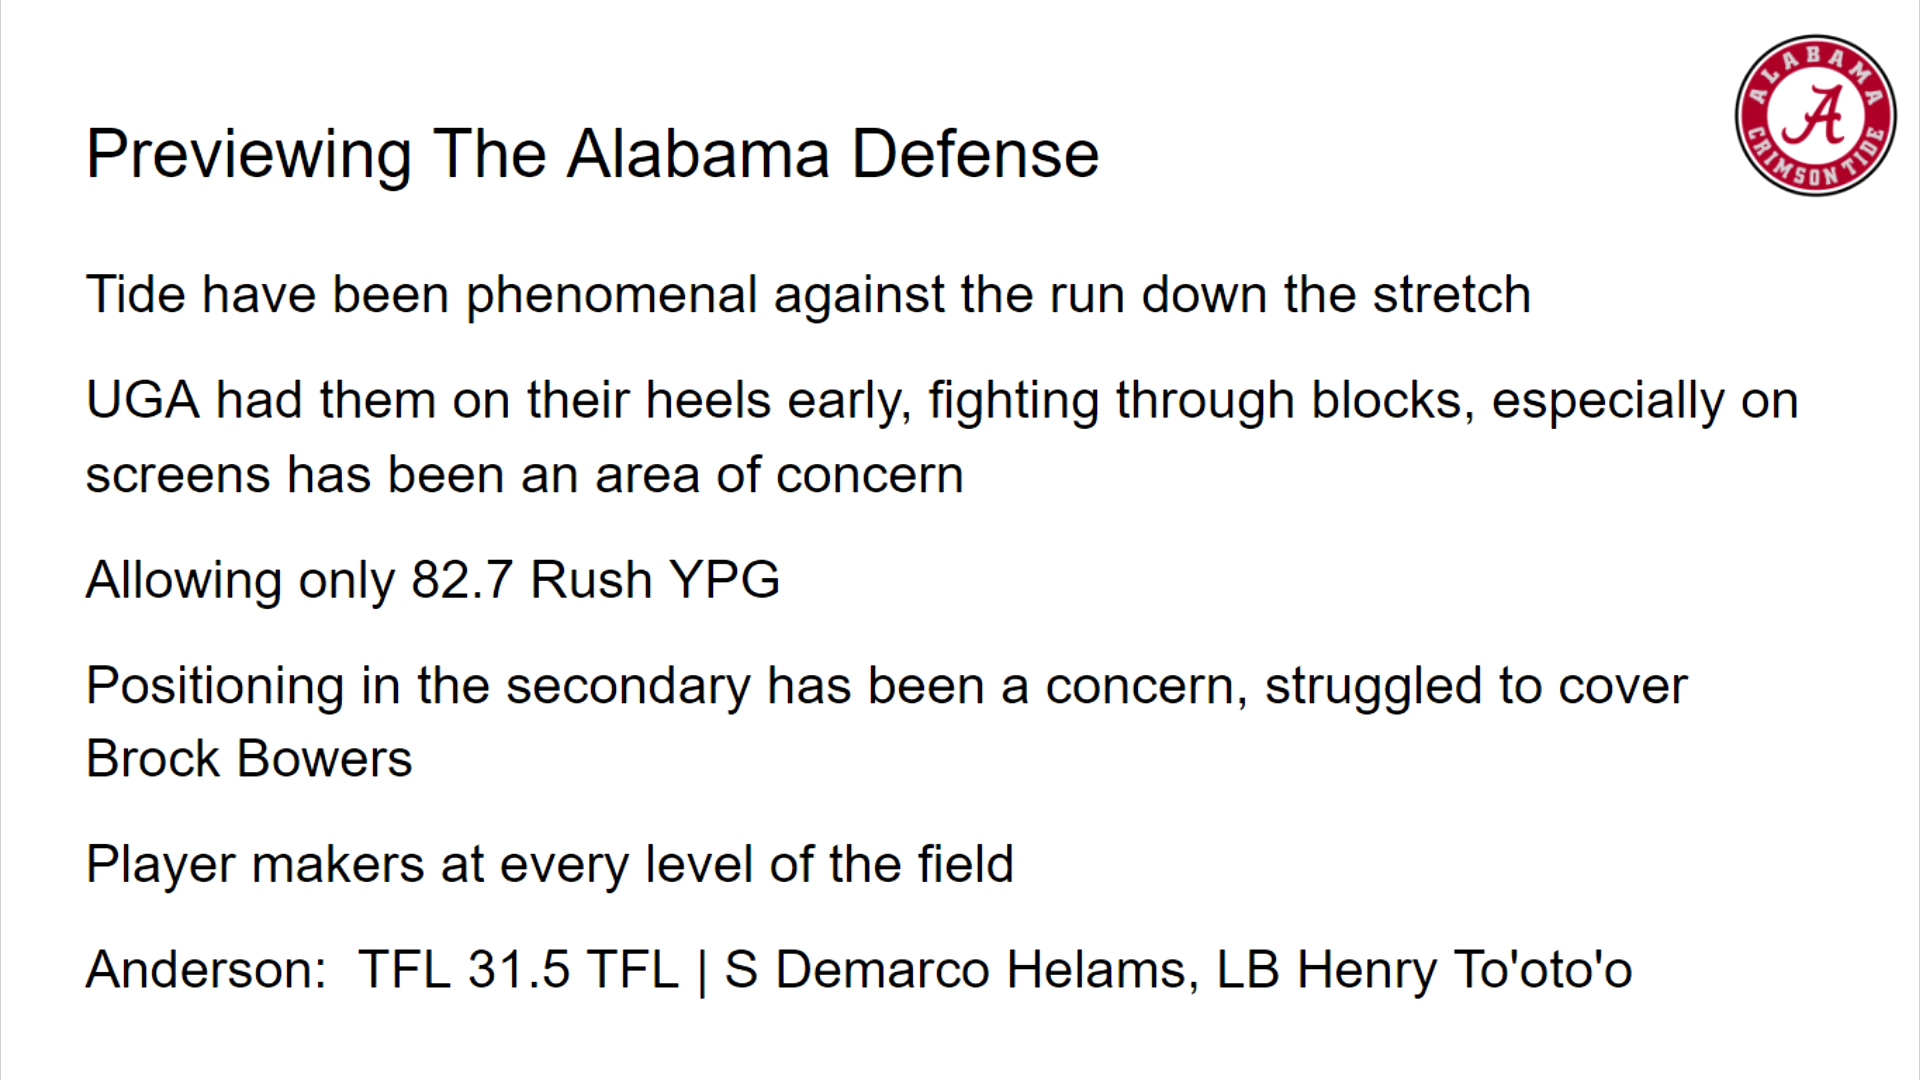 ALABAMA
A
CRIMSON TIDE
Previewing The Alabama Defense
Tide have been phenomenal against the run down the stretch
UGA had them on their heels early, fighting through blocks, especially on
screens has been an area of concern
Allowing only 82.7 Rush YPG
Positioning in the secondary has been a concern, struggled to cover
Brock Bowers
Player makers at every level of the field
Anderson:  TFL 31.5 TFL | S Demarco Helams, LB Henry To'oto'o